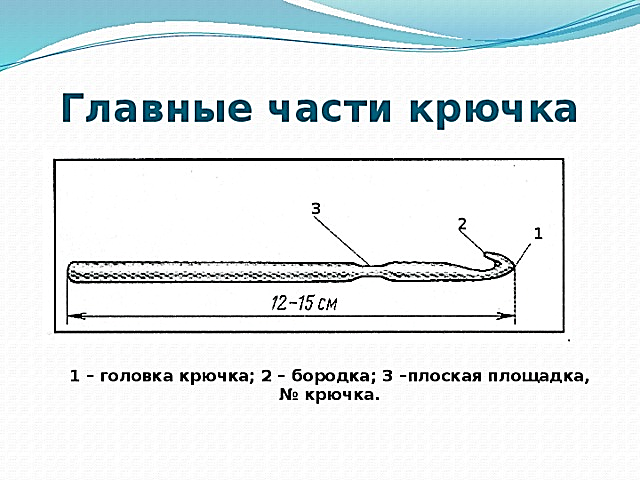 Главные части крючка
3
2
1
12–15 см
1 – головка крючка; 2 – бородка; 3 –плоская площадка,
№ крючка.